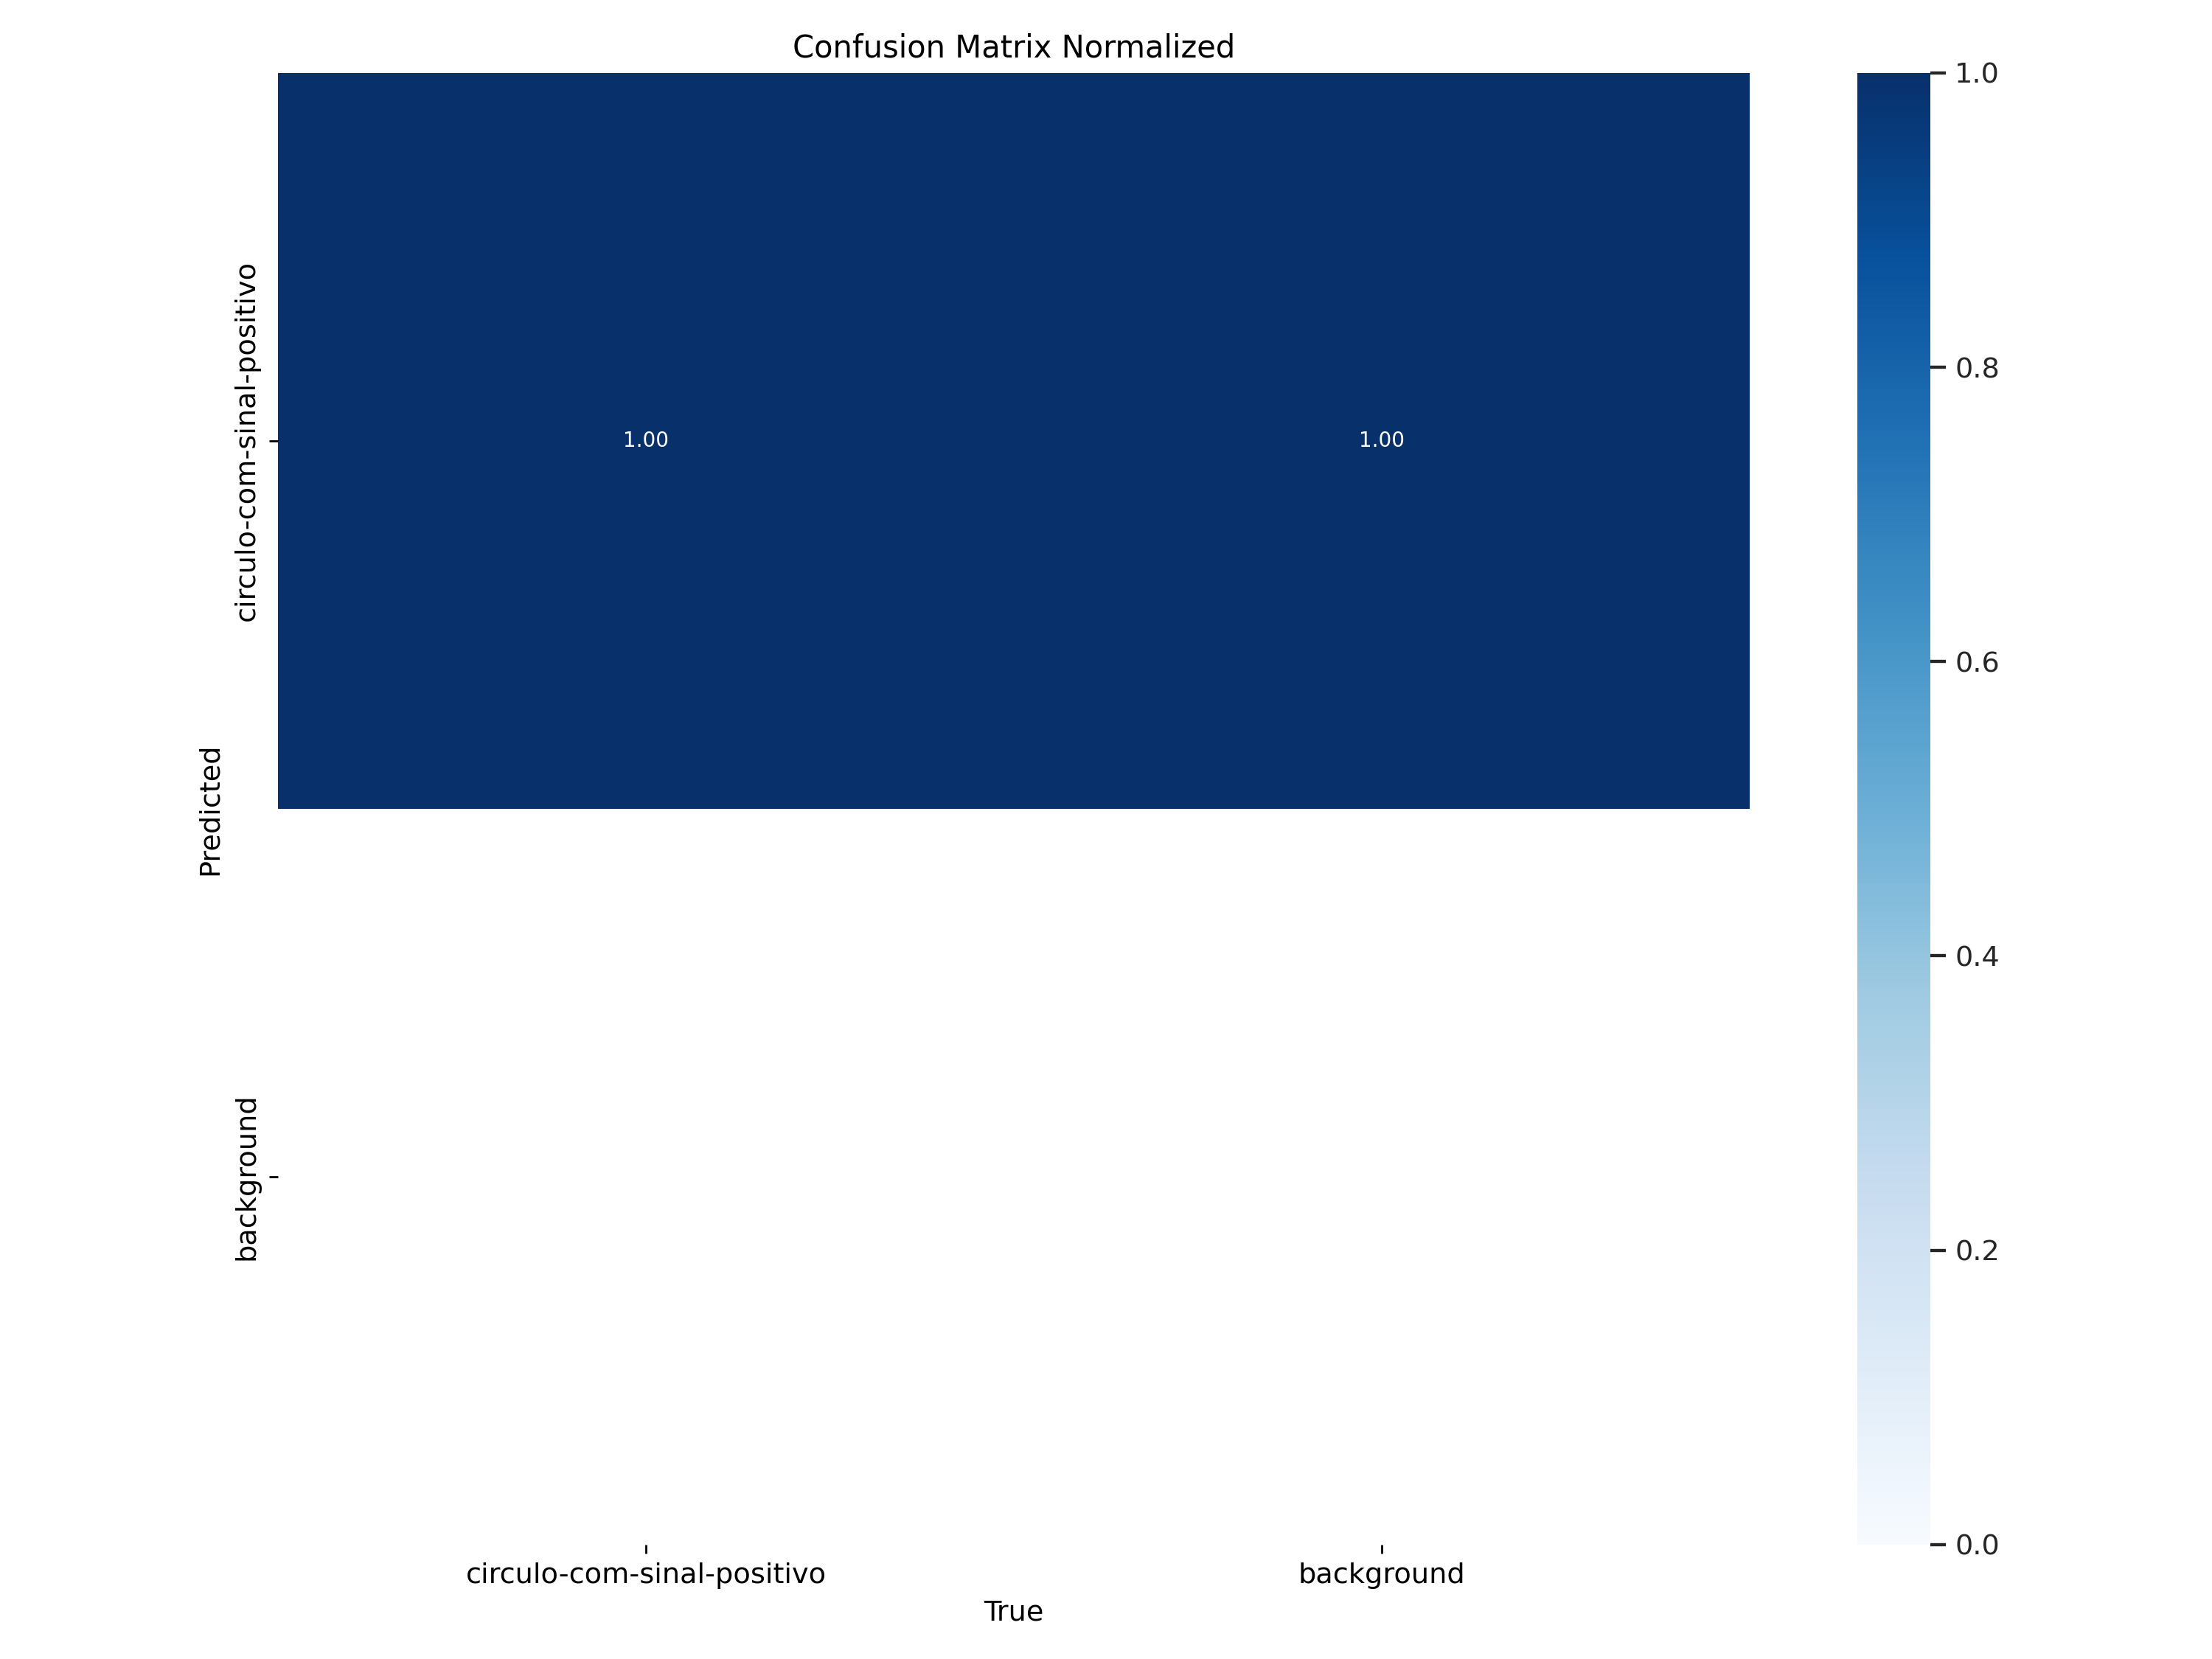 Confusion Matrix Normalized
circulo-com-sinal-positivo
1.00
1.00
Predicted
background
circulo-com-sinal-positivo
background
True
1.0
0.8
0.6
0.4
0.2
0.0